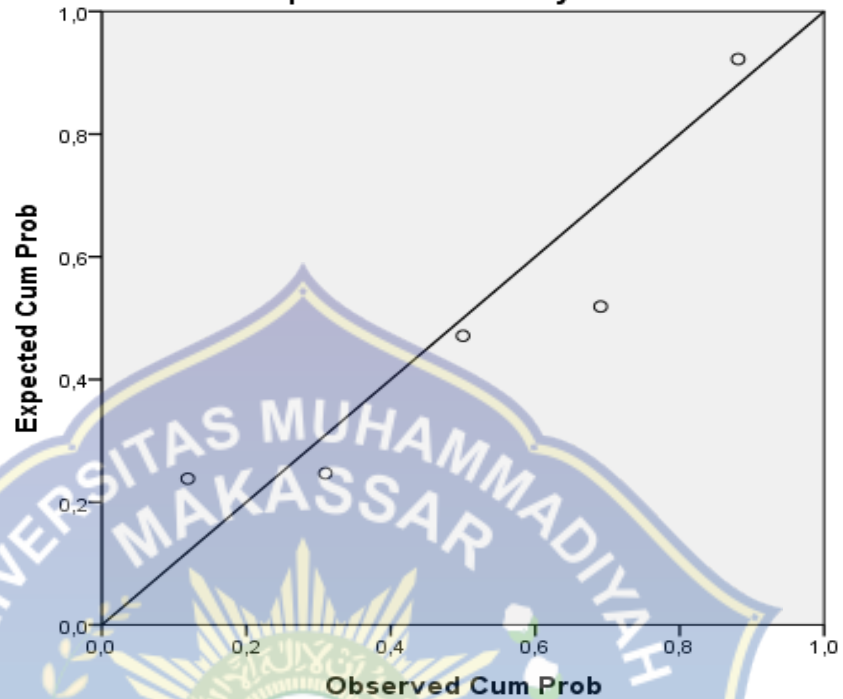 1,0
0,8
0,6
0,4
0,2
0,0
Expected Cum Prob
0,0 0,2 0,4 0,6 0,8 1,0
Observed Cum Prob
UNIVERSITAS MUHAMMADIYAH
MAKASSAR